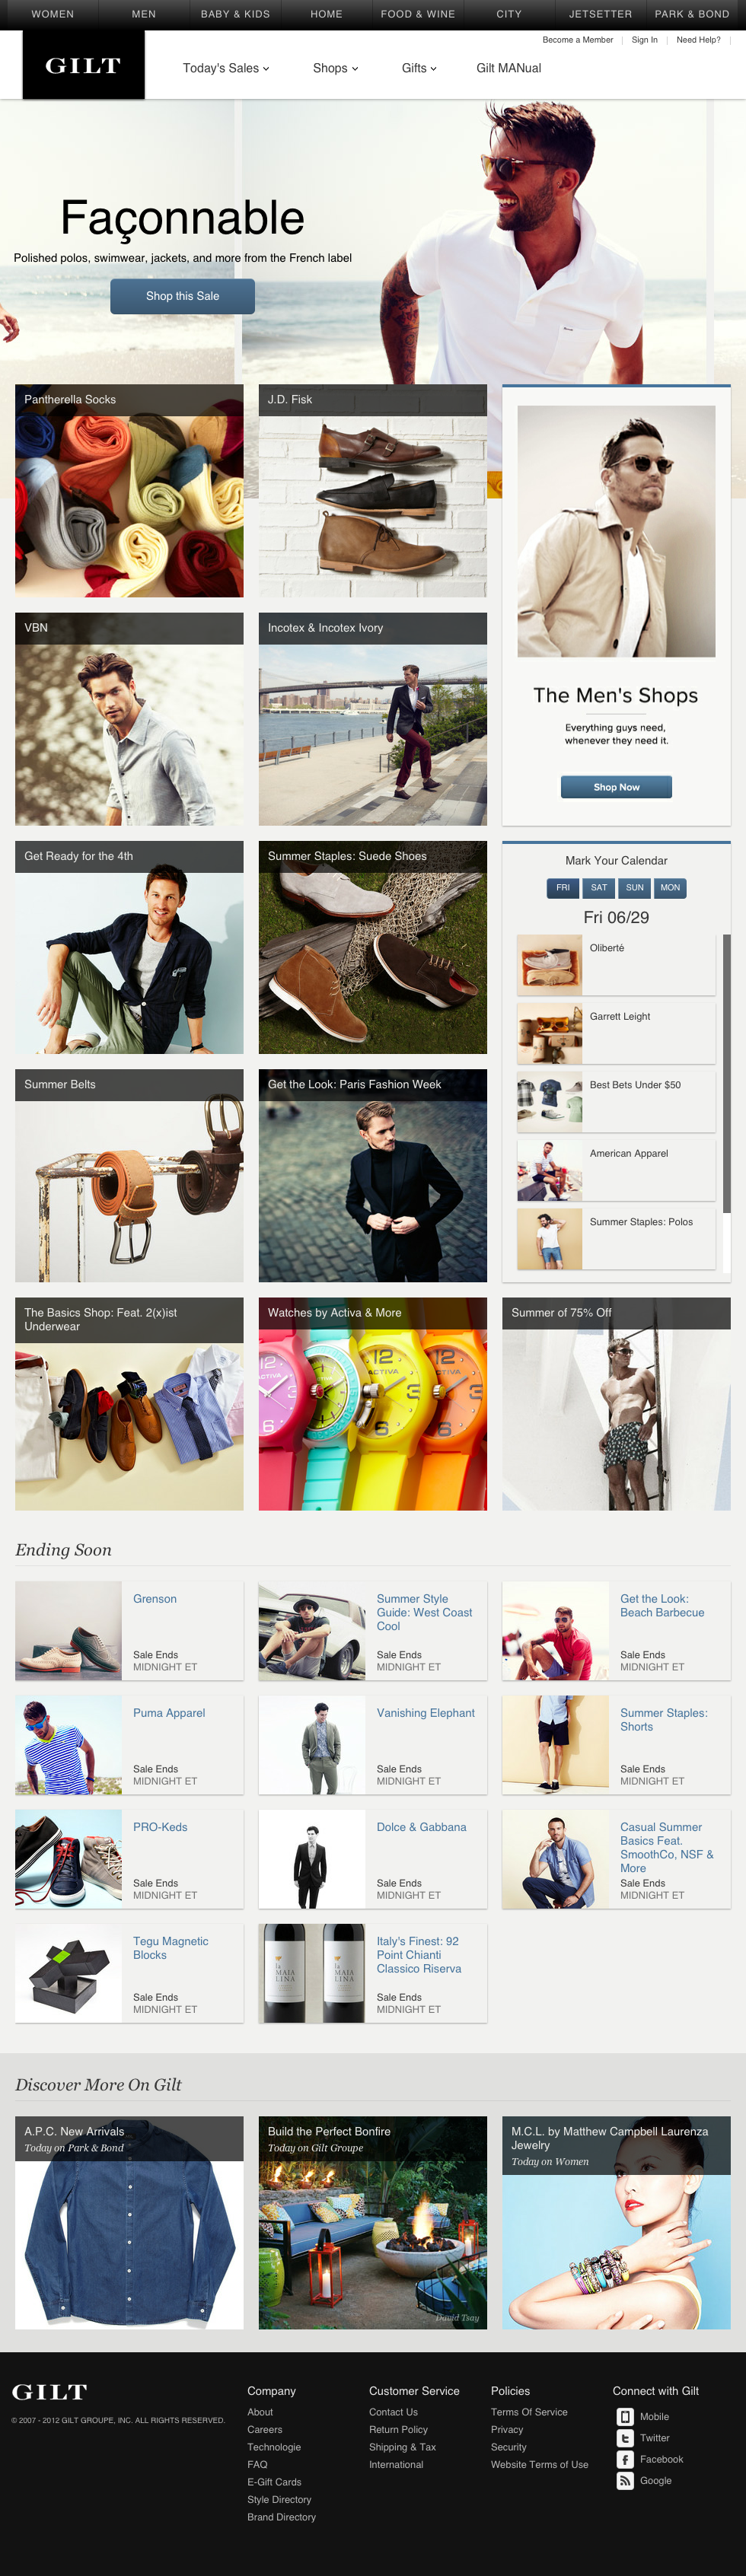 WOMEN MEN BABY & KIDS HOME FOOD & WINE CITY JETSETTER PARK & BOND
Become a Member Sign In Need Help?
GILT
Today's Sales Shops Gifts Gilt MANual
Façonnable
Polished polos, swimwear, jackets, and more from the French label
Shop this Sale
Pantherella Socks
J.D. Fisk
The Men's Shops
Everything guys need,
whenever they need it.
Shop Now
VBN
Incotex & Incotex Ivory
Get Ready for the 4th
Summer Staples: Suede Shoes
Mark Your Calendar
FRI SAT SUN MON
Fri 06/29
Oliberté
Garrett Leight
Best Bets Under $50
American Apparel
Summer Staples: Polos
Summer Belts
Get the Look: Paris Fashion Week
The Basics Shop: Feat. 2(x)ist
Underwear
Watches by Activa & More
12
ACTIVA
12
ACTIVA
Summer of 75% Off
Ending Soon
Grenson
Sale Ends
MIDNIGHT ET
Summer Style
Guide: West Coast
Cool
Sale Ends
MIDNIGHT ET
Get the Look:
Beach Barbecue
Sale Ends
MIDNIGHT ET
Puma Apparel
Sale Ends
MIDNIGHT ET
Vanishing Elephant
Sale Ends
MIDNIGHT ET
Summer Staples:
Shorts
Sale Ends
MIDNIGHT ET
PRO-Keds
Sale Ends
MIDNIGHT ET
Dolce & Gabbana
Sale Ends
MIDNIGHT ET
Casual Summer
Basics Feat.
SmoothCo, NSF &
More
Sale Ends
MIDNIGHT ET
Tegu Magnetic
Blocks
Sale Ends
MIDNIGHT ET
la
MAIA
LINA
la
MAIA
LINA
Italy's Finest: 92
Point Chianti
Classico Riserva
Sale Ends
MIDNIGHT ET
Discover More On Gilt
A.P.C. New Arrivals
Today on Park & Bond
Build the Perfect Bonfire
Today on Gilt Groupe
David Tsay
M.C.L. by Matthew Campbell Laurenza
Jewelry
Today on Women
GILT
© 2007 - 2012 GILT GROUPE, INC. ALL RIGHTS RESERVED.
Company
About
Careers
Technologie
FAQ
E-Gift Cards
Style Directory
Brand Directory
Customer Service
Contact Us
Return Policy
Shipping & Tax
International
Policies
Terms Of Service
Privacy
Security
Website Terms of Use
Connect with Gilt
Mobile
Twitter
Facebook
Google